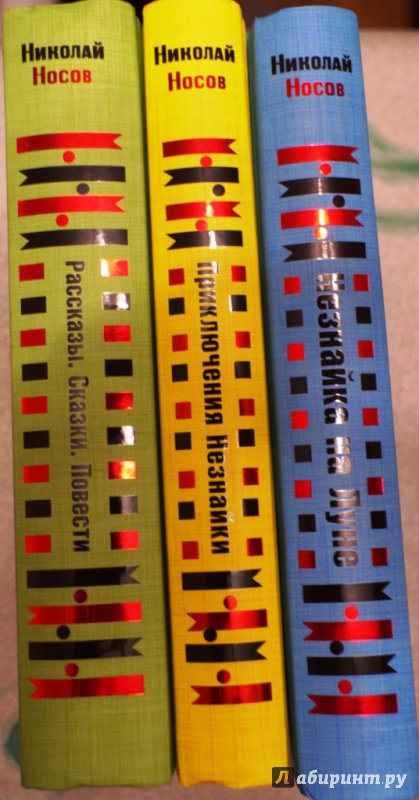 Николай
Носов
Рассказы. Сказки. Повести
Николай
Носов
Приключения Незнайки
Николай
Носов
Незнайка на Луне
Лабиринт.ру